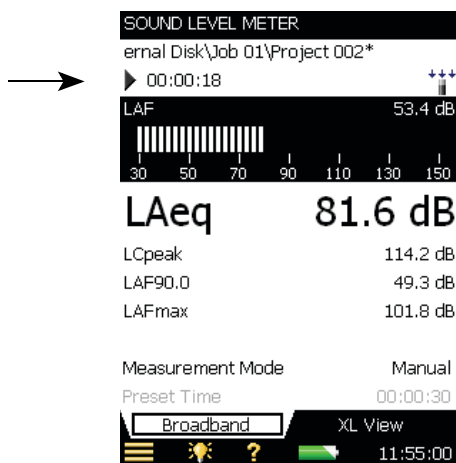 SOUND LEVEL METER
ernal Disk\Job 01\Project 002*
00:00:18
LAF 53.4 dB
30 50 70 90 110 130 150
LAeq 81.6 dB
LCpeak 114.2 dB
LAF90.0 49.3 dB
LAFmax 101.8 dB
Measurement Mode Manual
Preset Time 00:00:30
Broadband XL View
? 11:55:00